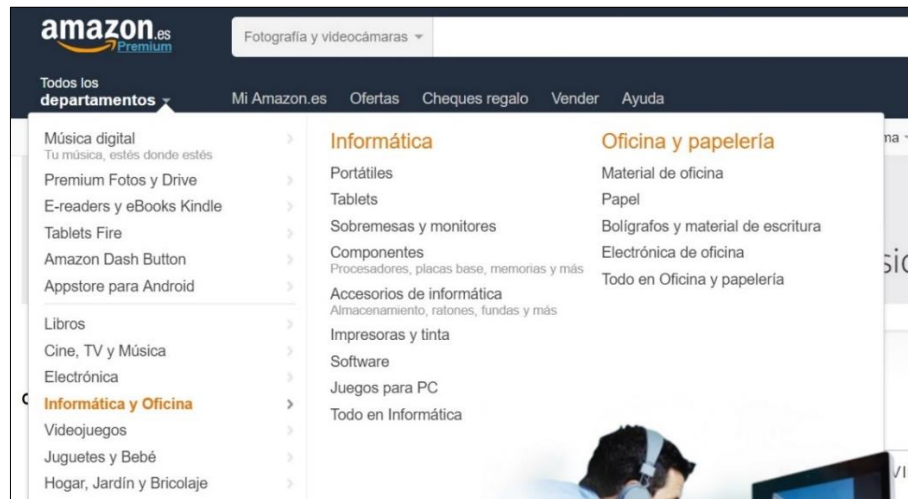 amazon.es
Premium
Fotografía y videocámaras
Todos los
departamentos
Mi Amazon.es Ofertas Cheques regalo Vender Ayuda
Música digital
Tu música, estés donde estés
Premium Fotos y Drive
E-readers y eBooks Kindle
Tablets Fire
Amazon Dash Button
Appstore para Android
Libros
Cine, TV y Música
Electrónica
Informática y Oficina
Videojuegos
Juguetes y Bebé
Hogar, Jardín y Bricolaje
Informática
Portátiles
Tablets
Sobremesas y monitores
Componentes
Procesadores, placas base, memorias y más
Accesorios de informática
Almacenamiento, ratones, fundas y más
Impresoras y tinta
Software
Juegos para PC
Todo en Informática
Oficina y papelería
Material de oficina
Papel
Bolígrafos y material de escritura
Electrónica de oficina
Todo en Oficina y papelería